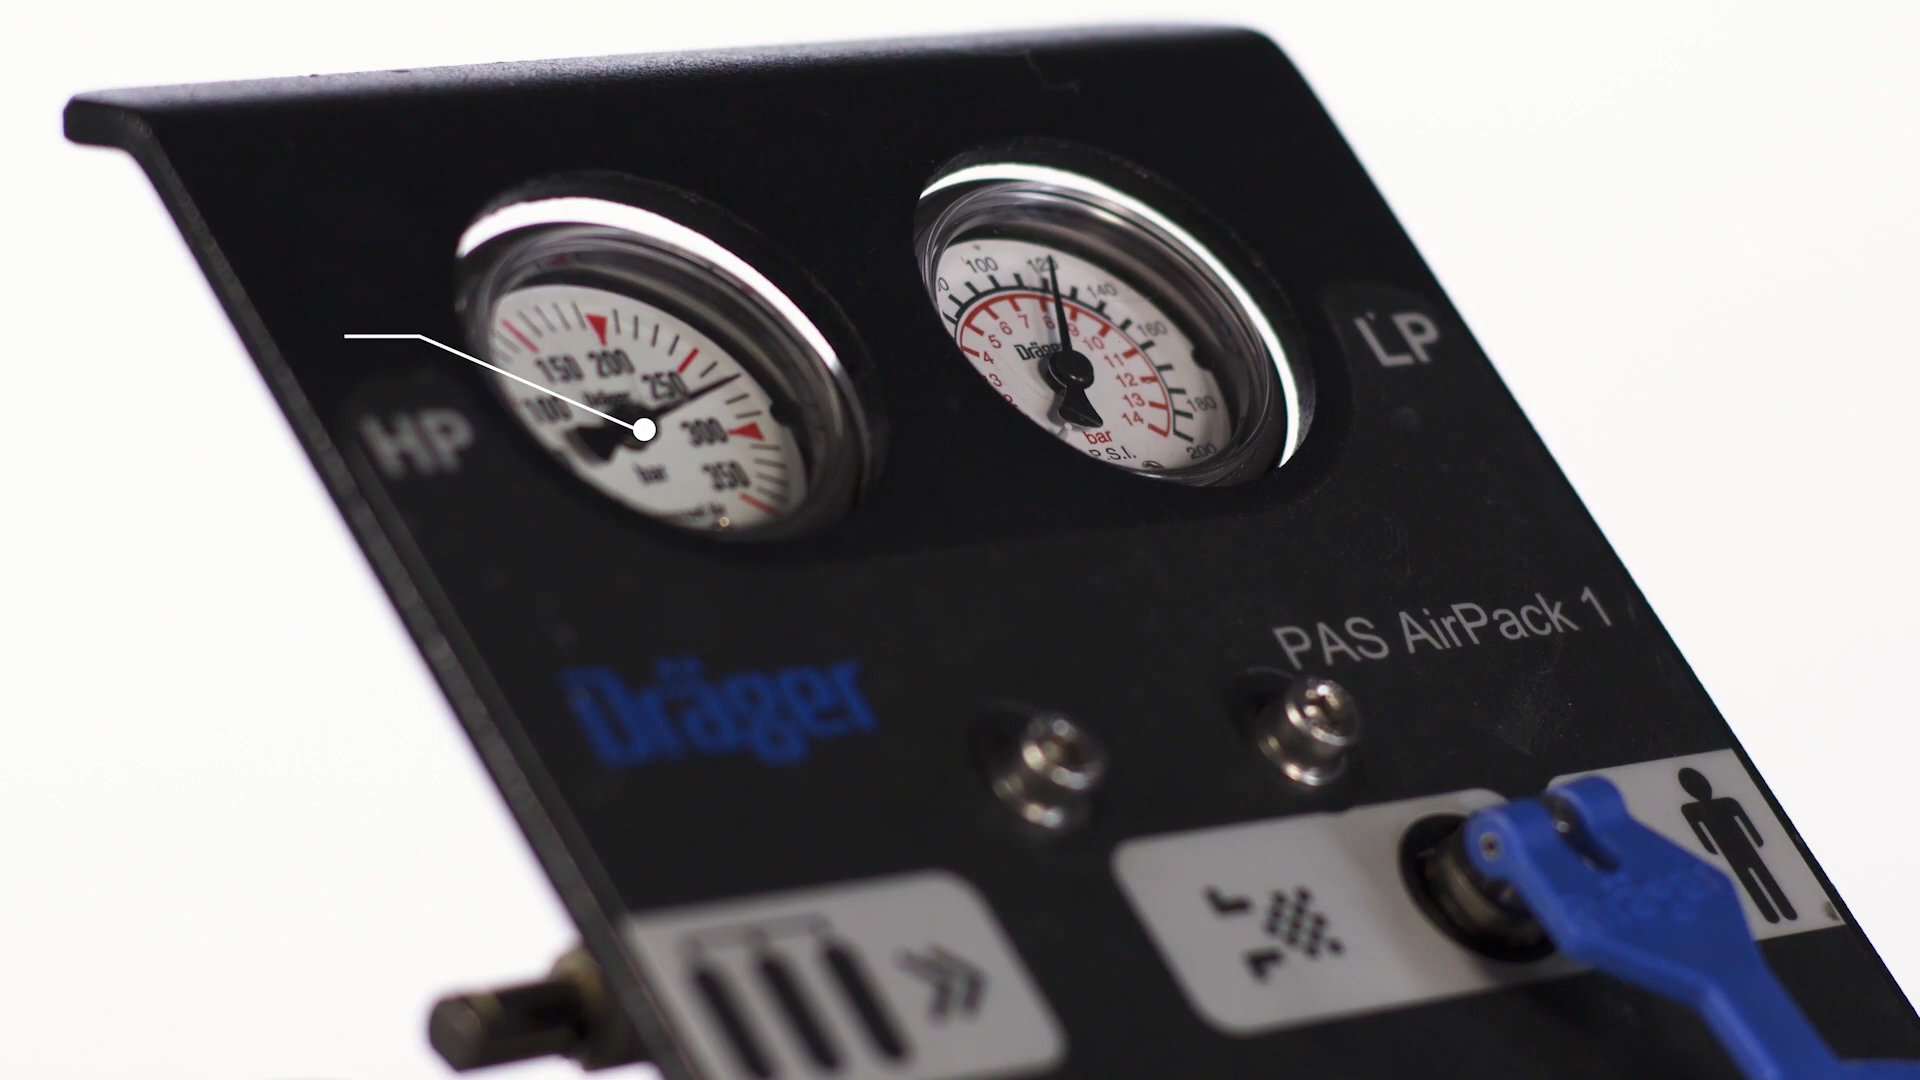 HP
150 200
100 Dräger 250
300
bar 350
100 120 140
160
180
200
4 5 6 7 8 9 10 11 12 13 14
3
Dräger
bar
P.S.I.
LP
PAS AirPack 1
Dräger